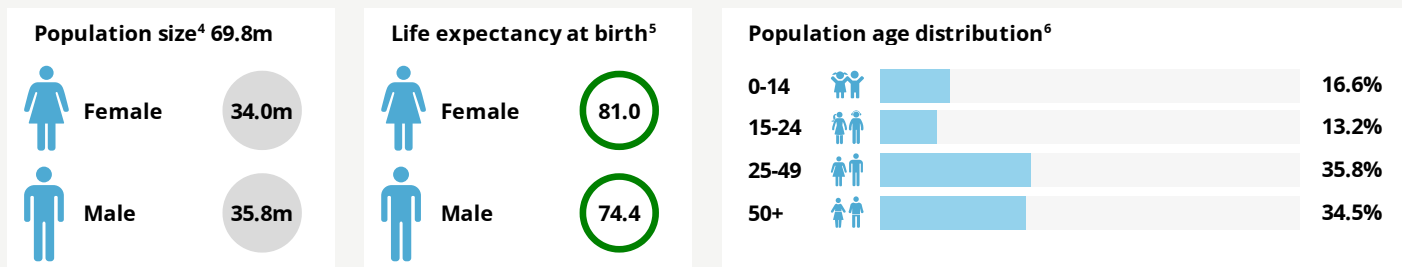 Population size⁴ 69.8m
Female 34.0m
Male 35.8m
Life expectancy at birth⁵
Female 81.0
Male 74.4
Population age distribution⁶
0-14 16.6%
15-24 13.2%
25-49 35.8%
50+ 34.5%